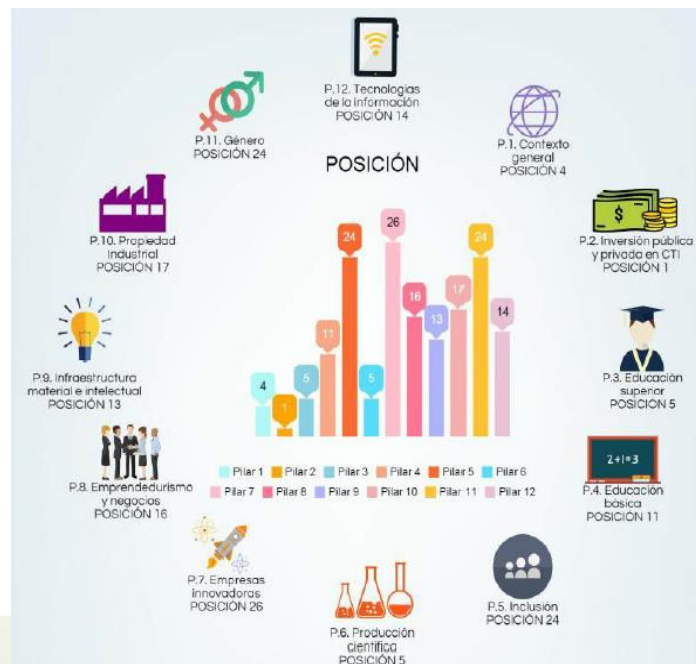 P.12. Tecnologías
de la información
POSICIÓN 14
P.11. Género
POSICIÓN 24
P.1. Contexto
general
POSICIÓN 4
POSICIÓN
P.10. Propiedad
Industrial
POSICIÓN 17
$
P.2. Inversión pública
y privada en CTI
POSICIÓN 1
4
1
5
11
24
5
26
16
13
17
24
14
P.9. Infraestructura
material e intelectual
POSICIÓN 13
P.3. Educación
superior
POSICIÓN 5
P.8. Emprendedurismo
y negocios
POSICIÓN 16
Pilar 1 Pilar 2 Pilar 3 Pilar 4 Pilar 5 Pilar 6
Pilar 7 Pilar 8 Pilar 9 Pilar 10 Pilar 11 Pilar 12
2+1=3
P.4. Educación
básica
POSICIÓN 11
P.7. Empresas
innovadoras
POSICIÓN 26
P.5. Inclusión
POSICIÓN 24
P.6. Producción
científica
POSICIÓN 5